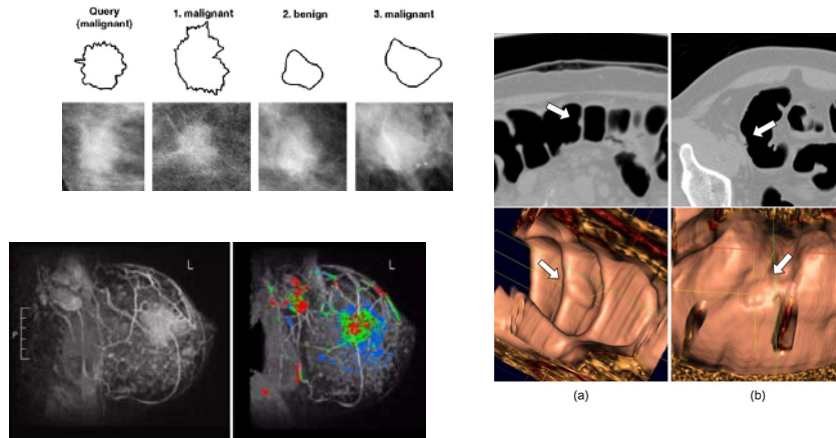 Query
(malignant)
1. malignant
2. benign
3. malignant
L
L
P
(a)
(b)